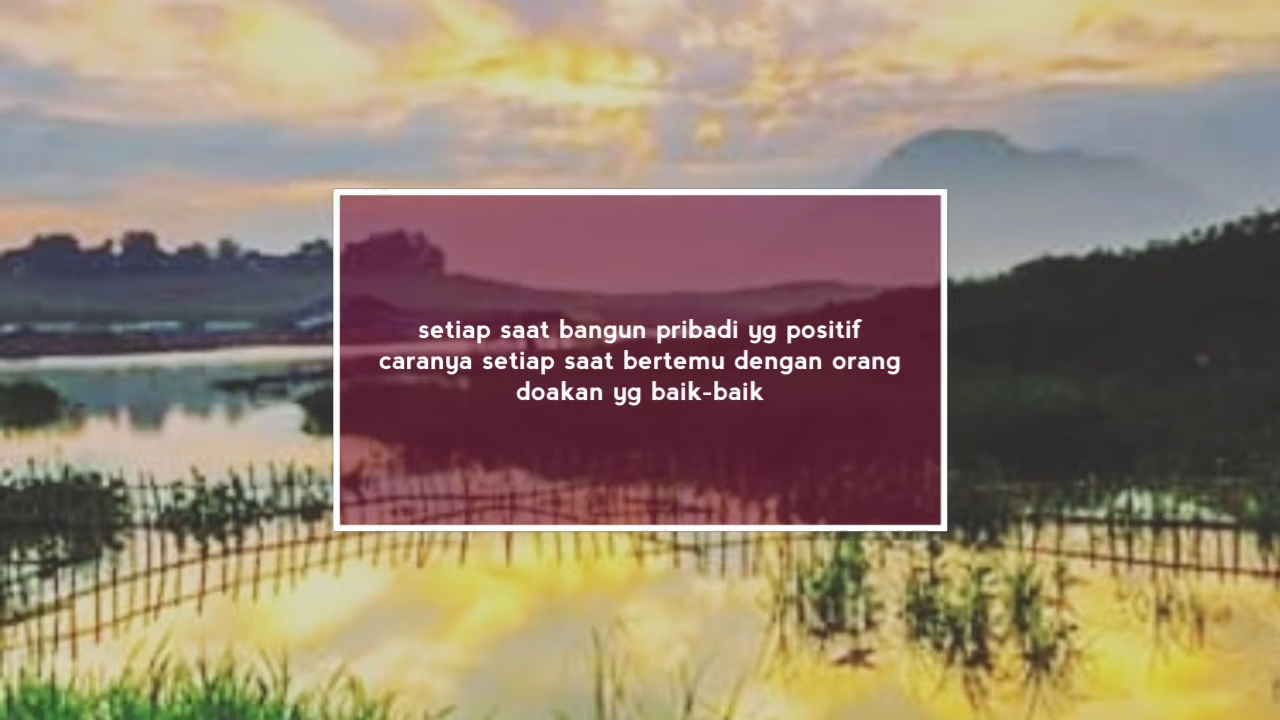 setiap saat bangun pribadi yg positif
caranya setiap saat bertemu dengan orang
doakan yg baik-baik